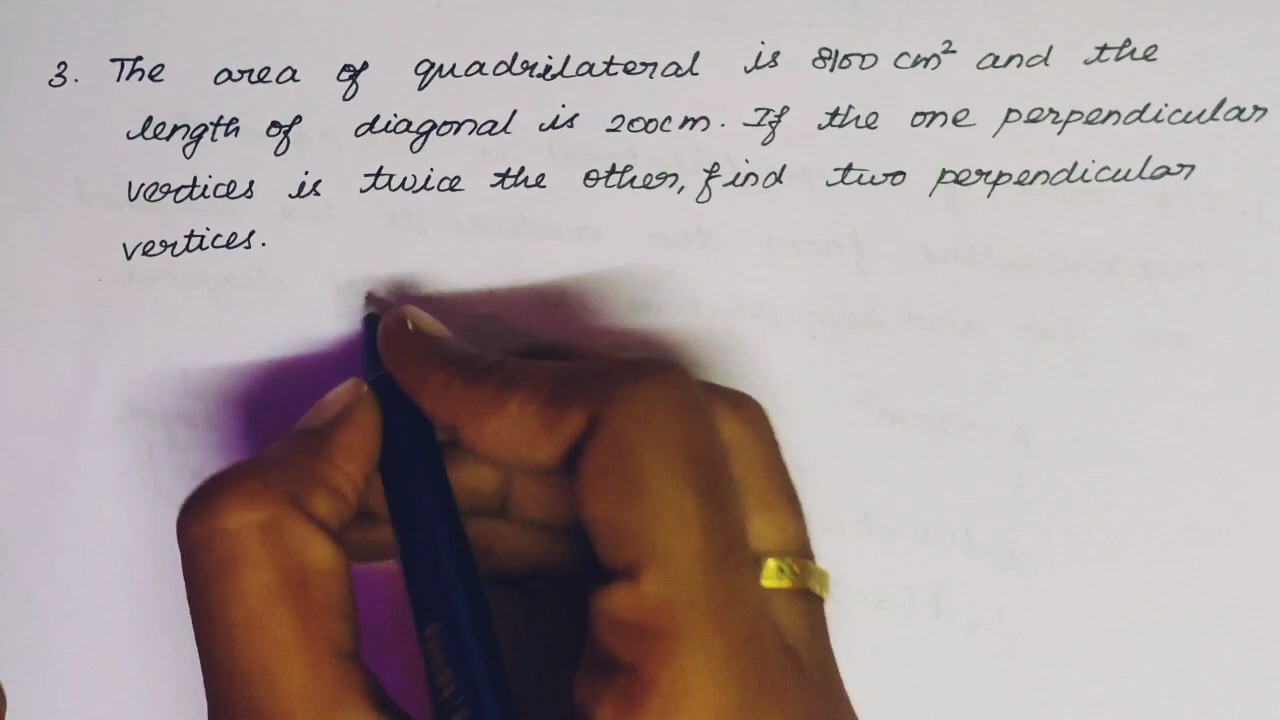 3. The area of quadrilateral is 8100 cm² and the
length of diagonal is 200cm. If the one perpendicular
vertices is twice the other, find two perpendicular
vertices.